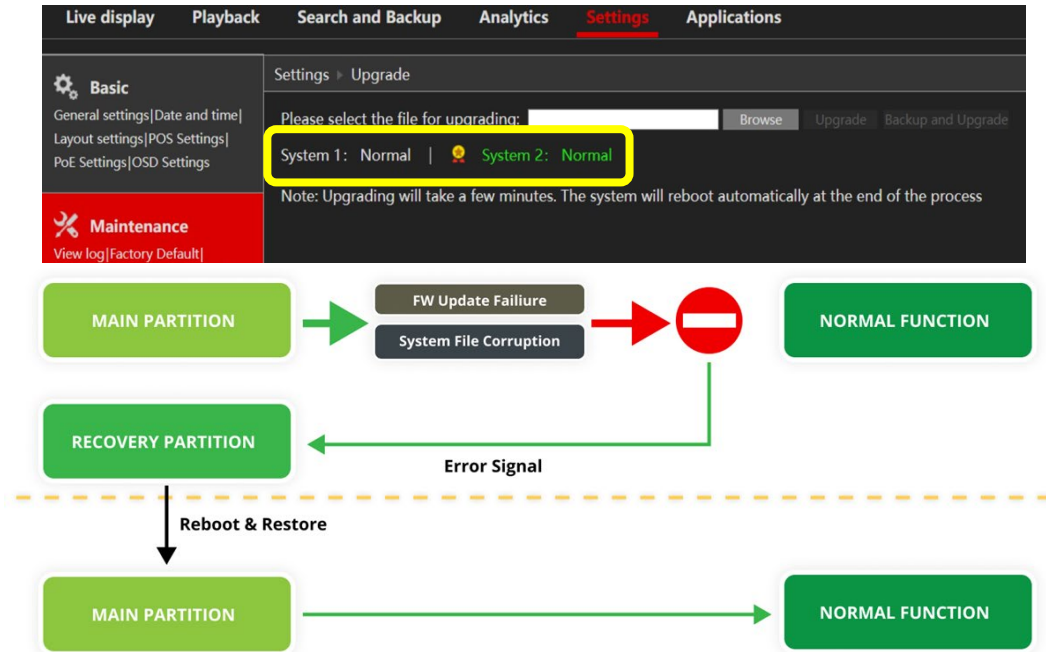 Live display Playback Search and Backup Analytics Settings Applications
Basic
General settings|Date and time|
Layout settings|POS Settings|
PoE Settings|OSD Settings
Maintenance
View log|Factory Default|
Settings Upgrade
Please select the file for upgrading: Browse Upgrade Backup and Upgrade
System 1: Normal | System 2: Normal
Note: Upgrading will take a few minutes. The system will reboot automatically at the end of the process
MAIN PARTITION
FW Update Failiure
System File Corruption
NORMAL FUNCTION
RECOVERY PARTITION
Error Signal
Reboot & Restore
MAIN PARTITION
NORMAL FUNCTION